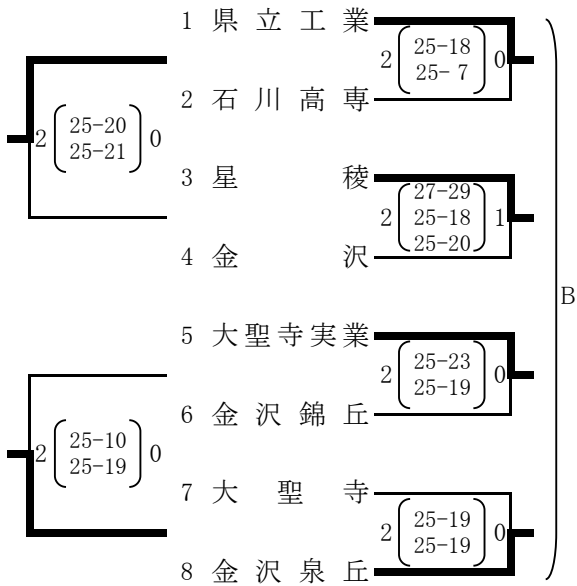 1 県立工業
2 25-18 0
25- 7
2 石川高専
2 25-20 0
25-21
3 星稜
27-29
2 25-18 1
25-20
4 金沢
B
5 大聖寺実業
2 25-23 0
25-19
6 金沢錦丘
2 25-10 0
25-19
7 大聖寺
2 25-19 0
25-19
8 金沢泉丘